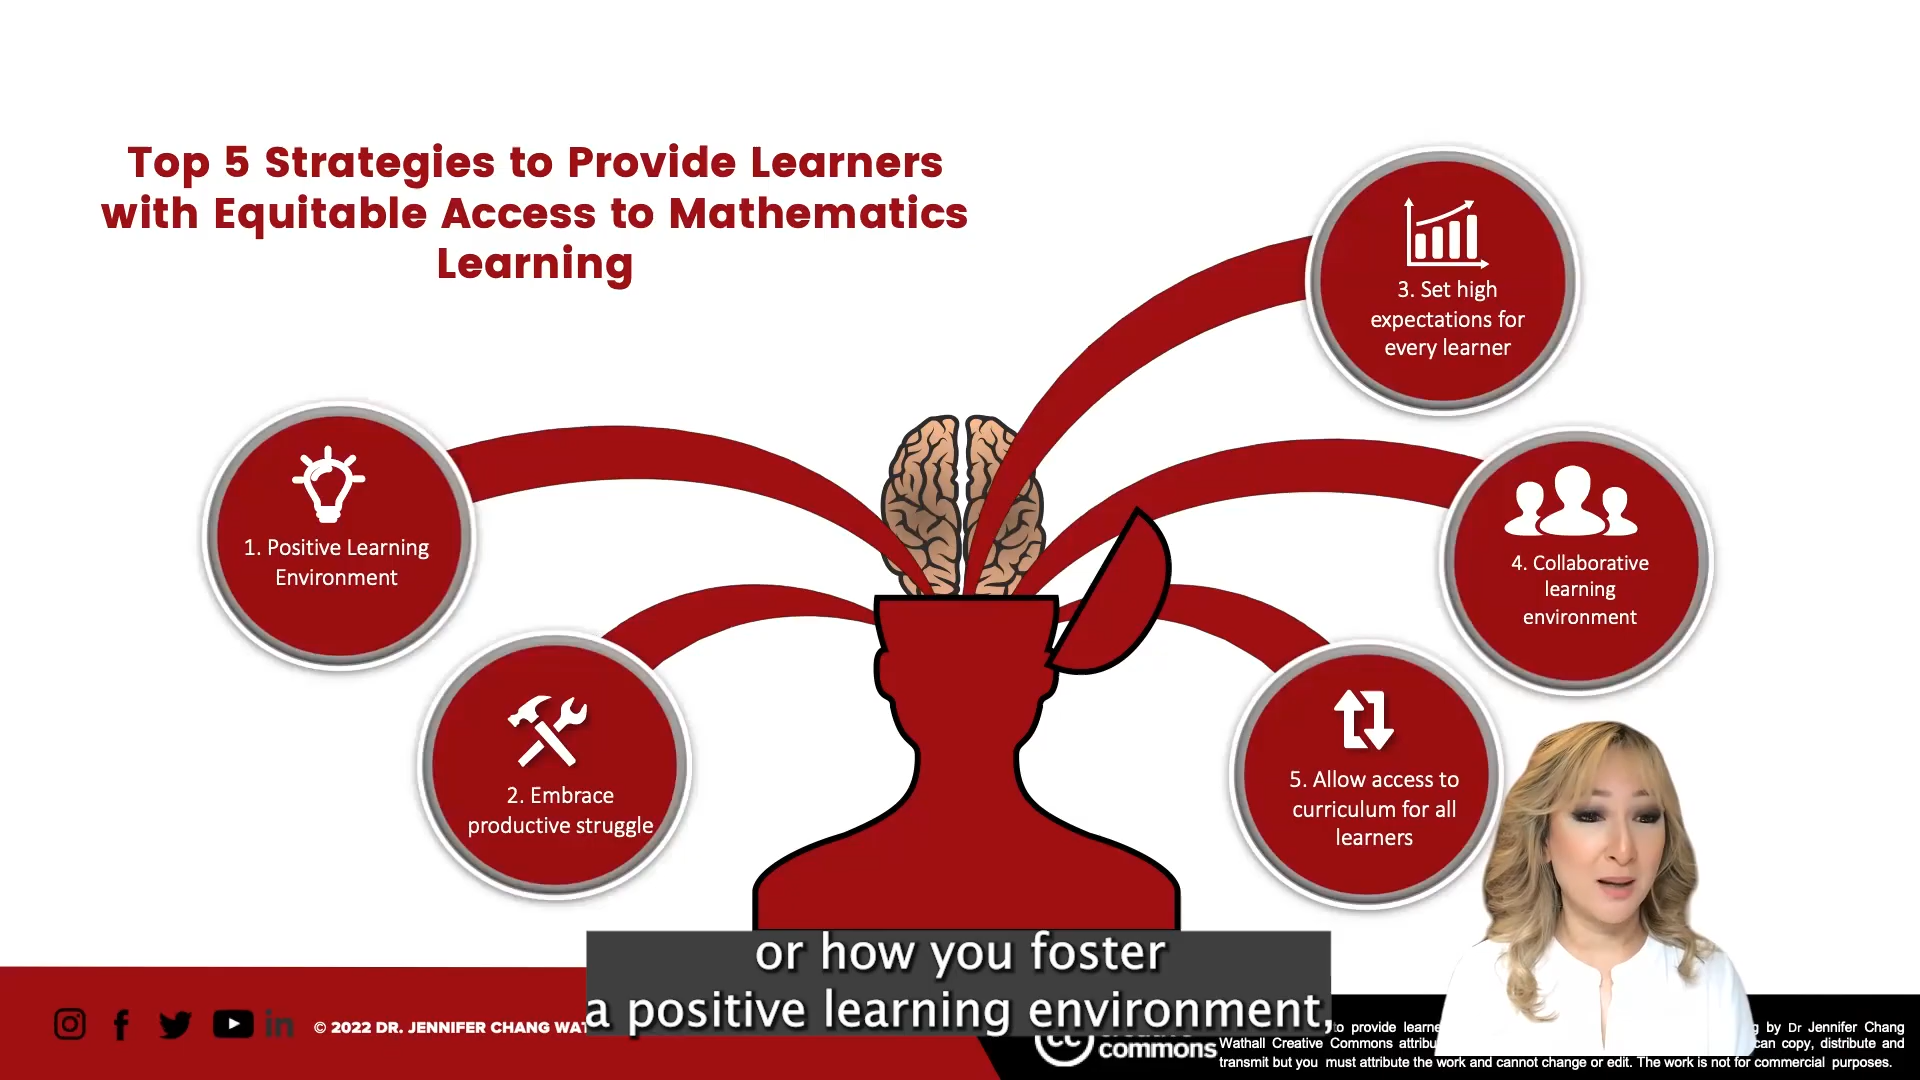 Top 5 Strategies to Provide Learners
with Equitable Access to Mathematics
Learning
3. Set high
expectations for
every learner
1. Positive Learning
Environment
4. Collaborative
learning
environment
2. Embrace
productive struggle
5. Allow access to
curriculum for all
learners
or how you foster
a positive learning environment,
© 2022 DR. JENNIFER CHANG
cc
commons
to provide
by Dr Jennifer Chang
Wathall Creative Commons
can copy, distribute and
transmit but you must attribute the work and cannot change or edit. The work is not for commercial purposes.